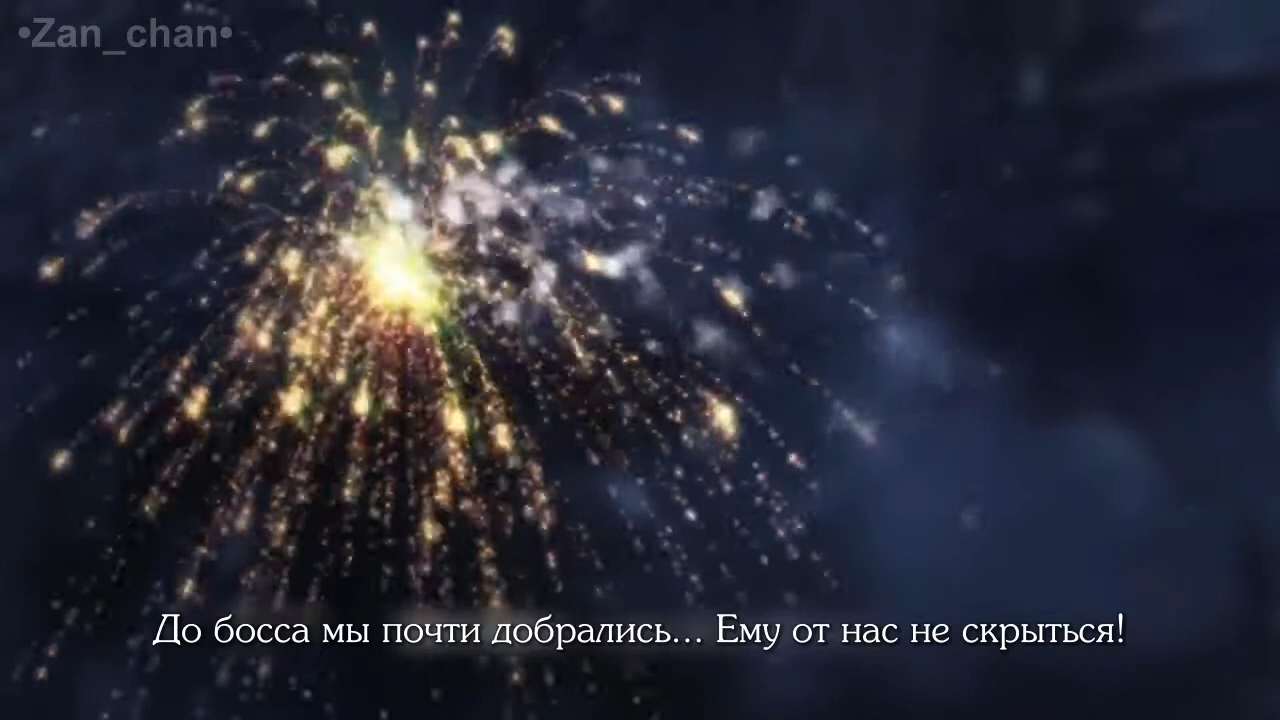 •Zan_chan•
До босса мы почти добрались... Ему от нас не скрыться!